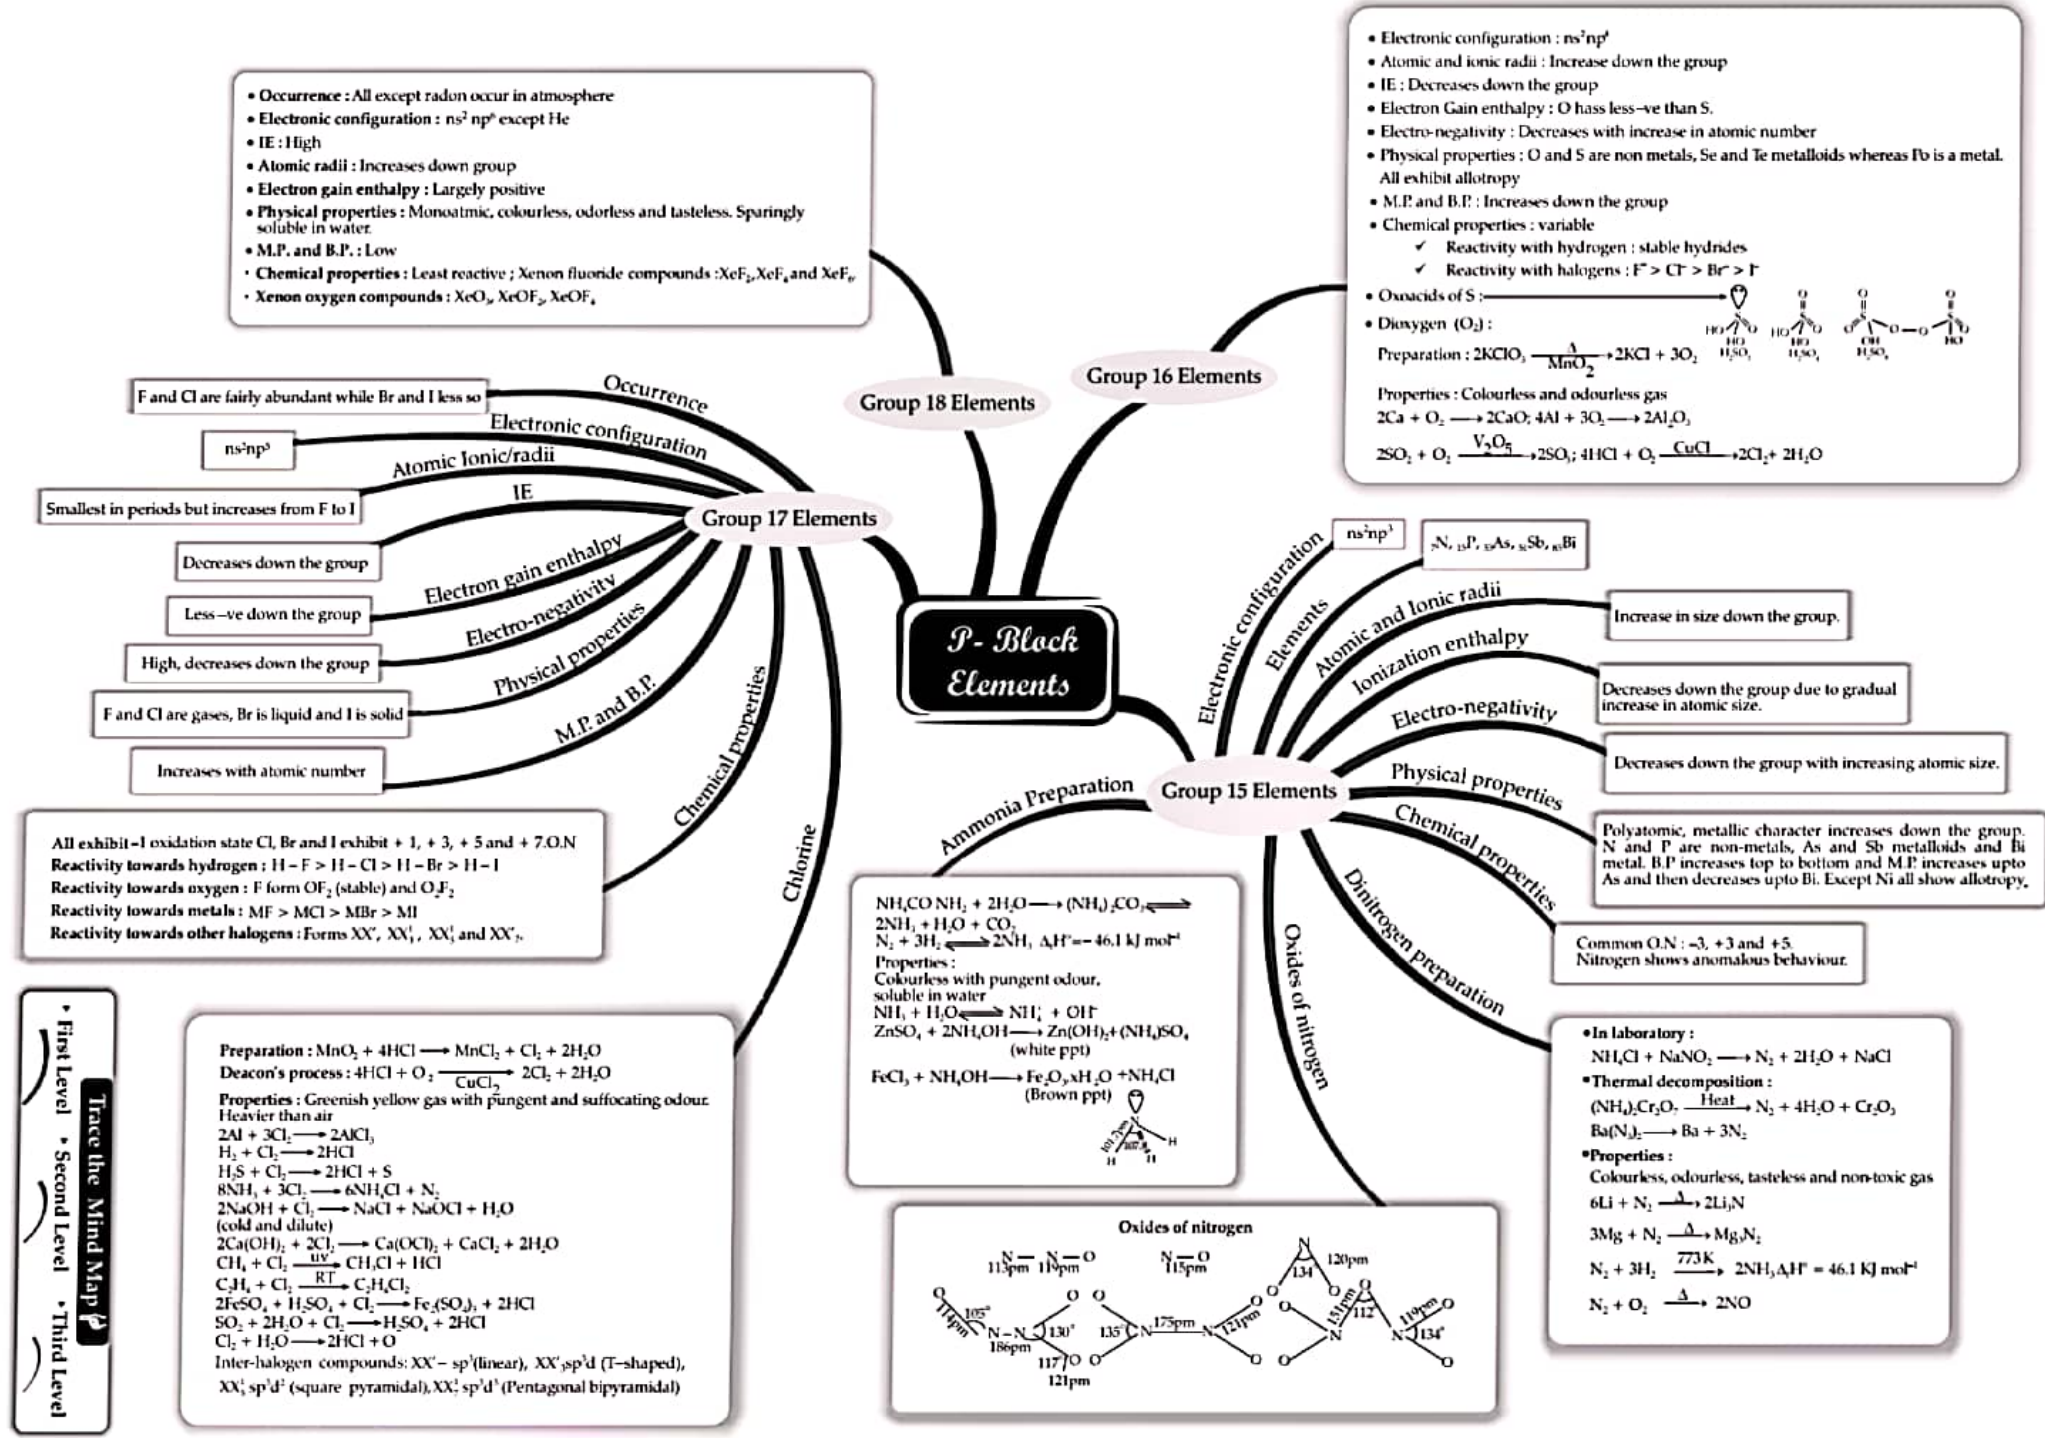 P- Block
Elements
Group 18 Elements
• Occurrence : All except radon occur in atmosphere
• Electronic configuration : ns² np⁶ except He
• IE : High
• Atomic radii : Increases down group
• Electron gain enthalpy : Largely positive
• Physical properties : Monoatmic, colourless, odorless and tasteless. Sparingly
soluble in water.
• M.P. and B.P. : Low
• Chemical properties : Least reactive ; Xenon fluoride compounds : XeF₂, XeF₄ and XeF₆,
• Xenon oxygen compounds : XeO₃, XeOF₂, XeOF₄
Group 16 Elements
• Electronic configuration : ns²np⁴
• Atomic and ionic radii : Increase down the group
• IE : Decreases down the group
• Electron Gain enthalpy : O hass less–ve than S.
• Electro-negativity : Decreases with increase in atomic number
• Physical properties : O and S are non metals, Se and Te metalloids whereas Po is a metal.
All exhibit allotropy
• M.P. and B.P. : Increases down the group
• Chemical properties : variable
✓ Reactivity with hydrogen : stable hydrides
✓ Reactivity with halogens : F⁻ > Cl⁻ > Br⁻ > I⁻
• Oxoacids of S :
• Dioxygen (O₂) :
Preparation : 2KClO₃ —Δ/MnO₂→ 2KCl + 3O₂
Properties : Colourless and odourless gas
2Ca + O₂ → 2CaO; 4Al + 3O₂ → 2Al₂O₃
2SO₂ + O₂ —V₂O₅→ 2SO₃; 4HCl + O₂ —CuCl→ 2Cl₂ + 2H₂O
Group 17 Elements
Occurrence
F and Cl are fairly abundant while Br and I less so
Electronic configuration
ns²np⁵
Atomic Ionic/radii
Smallest in periods but increases from F to I
IE
Decreases down the group
Electron gain enthalpy
Less –ve down the group
Electro-negativity
High, decreases down the group
Physical properties
F and Cl are gases, Br is liquid and I is solid
M.P. and B.P.
Increases with atomic number
Chemical properties
All exhibit –I oxidation state Cl, Br and I exhibit + 1, + 3, + 5 and + 7.O.N
Reactivity towards hydrogen : H – F > H – Cl > H – Br > H – I
Reactivity towards oxygen : F form OF₂ (stable) and O₂F₂
Reactivity towards metals : MF > MCl > MBr > MI
Reactivity towards other halogens : Forms XX', XX'₃, XX'₅ and XX'₇.
Chlorine
Preparation : MnO₂ + 4HCl → MnCl₂ + Cl₂ + 2H₂O
Deacon's process : 4HCl + O₂ —CuCl₂→ 2Cl₂ + 2H₂O
Properties : Greenish yellow gas with pungent and suffocating odour.
Heavier than air
2Al + 3Cl₂ → 2AlCl₃
H₂ + Cl₂ → 2HCl
H₂S + Cl₂ → 2HCl + S
8NH₃ + 3Cl₂ → 6NH₄Cl + N₂
2NaOH + Cl₂ → NaCl + NaOCl + H₂O
(cold and dilute)
2Ca(OH)₂ + 2Cl₂ → Ca(OCl)₂ + CaCl₂ + 2H₂O
CH₄ + Cl₂ —uv→ CH₃Cl + HCl
C₂H₄ + Cl₂ —RT→ C₂H₄Cl₂
2FeSO₄ + H₂SO₄ + Cl₂ → Fe₂(SO₄)₃ + 2HCl
SO₂ + 2H₂O + Cl₂ → H₂SO₄ + 2HCl
Cl₂ + H₂O → 2HCl + O
Inter-halogen compounds: XX' – sp³(linear), XX'₃sp³d (T–shaped),
XX'₅ sp³d² (square pyramidal), XX'₇ sp³d³ (Pentagonal bipyramidal)
Group 15 Elements
Electronic configuration
ns²np³
Elements
₇N, ₁₅P, ₃₃As, ₅₁Sb, ₈₃Bi
Atomic and Ionic radii
Increase in size down the group.
Ionization enthalpy
Decreases down the group due to gradual
increase in atomic size.
Electro-negativity
Decreases down the group with increasing atomic size.
Physical properties
Polyatomic, metallic character increases down the group.
N and P are non-metals, As and Sb metalloids and Bi
metal. B.P increases top to bottom and M.P. increases upto
As and then decreases upto Bi. Except Ni all show allotropy.
Chemical properties
Common O.N : –3, +3 and +5.
Nitrogen shows anomalous behaviour.
Dinitrogen preparation
• In laboratory :
NH₄Cl + NaNO₂ → N₂ + 2H₂O + NaCl
• Thermal decomposition :
(NH₄)₂Cr₂O₇ —Heat→ N₂ + 4H₂O + Cr₂O₃
Ba(N₃)₂ → Ba + 3N₂
• Properties :
Colourless, odourless, tasteless and non-toxic gas
6Li + N₂ —Δ→ 2Li₃N
3Mg + N₂ —Δ→ Mg₃N₂
N₂ + 3H₂ —773K→ 2NH₃ΔfH° = 46.1 KJ mol⁻¹
N₂ + O₂ —Δ→ 2NO
Ammonia Preparation
NH₂CO NH₂ + 2H₂O → (NH₄)₂CO₃ ⇌
2NH₃ + H₂O + CO₂
N₂ + 3H₂ ⇌ 2NH₃ ΔfH° = – 46.1 kJ mol⁻¹
Properties :
Colourless with pungent odour,
soluble in water
NH₃ + H₂O ⇌ NH₄⁺ + OH⁻
ZnSO₄ + 2NH₄OH → Zn(OH)₂ + (NH₄)SO₄
(white ppt)
FeCl₃ + NH₄OH → Fe₂O₃.xH₂O + NH₄Cl
(Brown ppt)
Oxides of nitrogen
Oxides of nitrogen
N — N — O
113pm 119pm
N — O
115pm
N
120pm
134
O O
105°
114pm
N – N
186pm
130°
117°
121pm
135°
175pm
121pm
151pm
112°
119pm
134°
Trace the Mind Map
• First Level • Second Level • Third Level